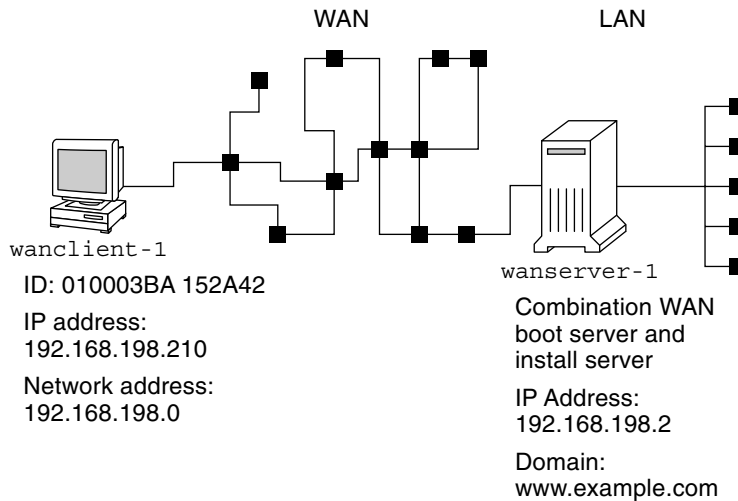 WAN
LAN
wanclient-1
ID: 010003BA 152A42
IP address:
192.168.198.210
Network address:
192.168.198.0
wanserver-1
Combination WAN
boot server and
install server
IP Address:
192.168.198.2
Domain:
www.example.com